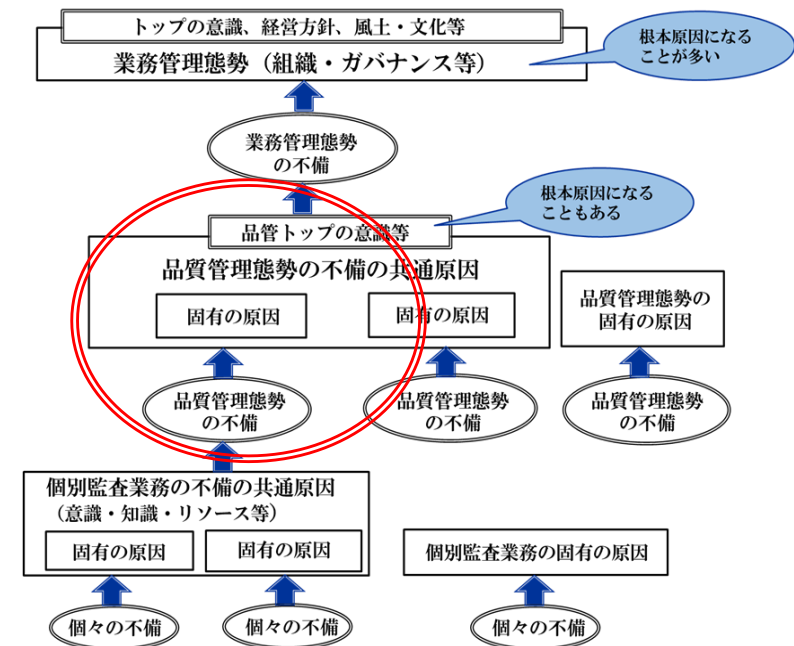 トップの意識、経営方針、風土・文化等
業務管理態勢（組織・ガバナンス等）
根本原因になる
ことが多い
業務管理態勢
の不備
根本原因になる
こともある
品管トップの意識等
品質管理態勢の不備の共通原因
固有の原因
固有の原因
品質管理態勢の
固有の原因
品質管理態勢
の不備
品質管理態勢
の不備
品質管理態勢
の不備
個別監査業務の不備の共通原因
（意識・知識・リソース等）
固有の原因
固有の原因
個別監査業務の固有の原因
個々の不備
個々の不備
個々の不備